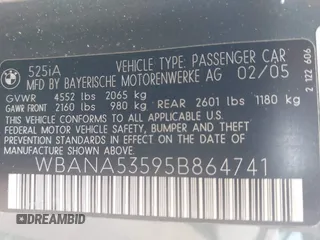 BMW
525iA VEHICLE TYPE: PASSENGER CAR
MFD BY BAYERISCHE MOTORENWERKE AG 02/05
GVWR 4552 lbs 2065 kg
GAWR FRONT 2160 lbs 980 kg REAR 2601 lbs 1180 kg
THIS VEHICLE CONFORMS TO ALL APPLICABLE FEDERAL MOTOR
VEHICLE SAFETY, BUMPER, AND THEFT PREVENTION STANDARDS
IN EFFECT ON THE DATE OF MANUFACTURE SHOWN ABOVE.
WBANA53595B864741
2 122 606
DREAMBID